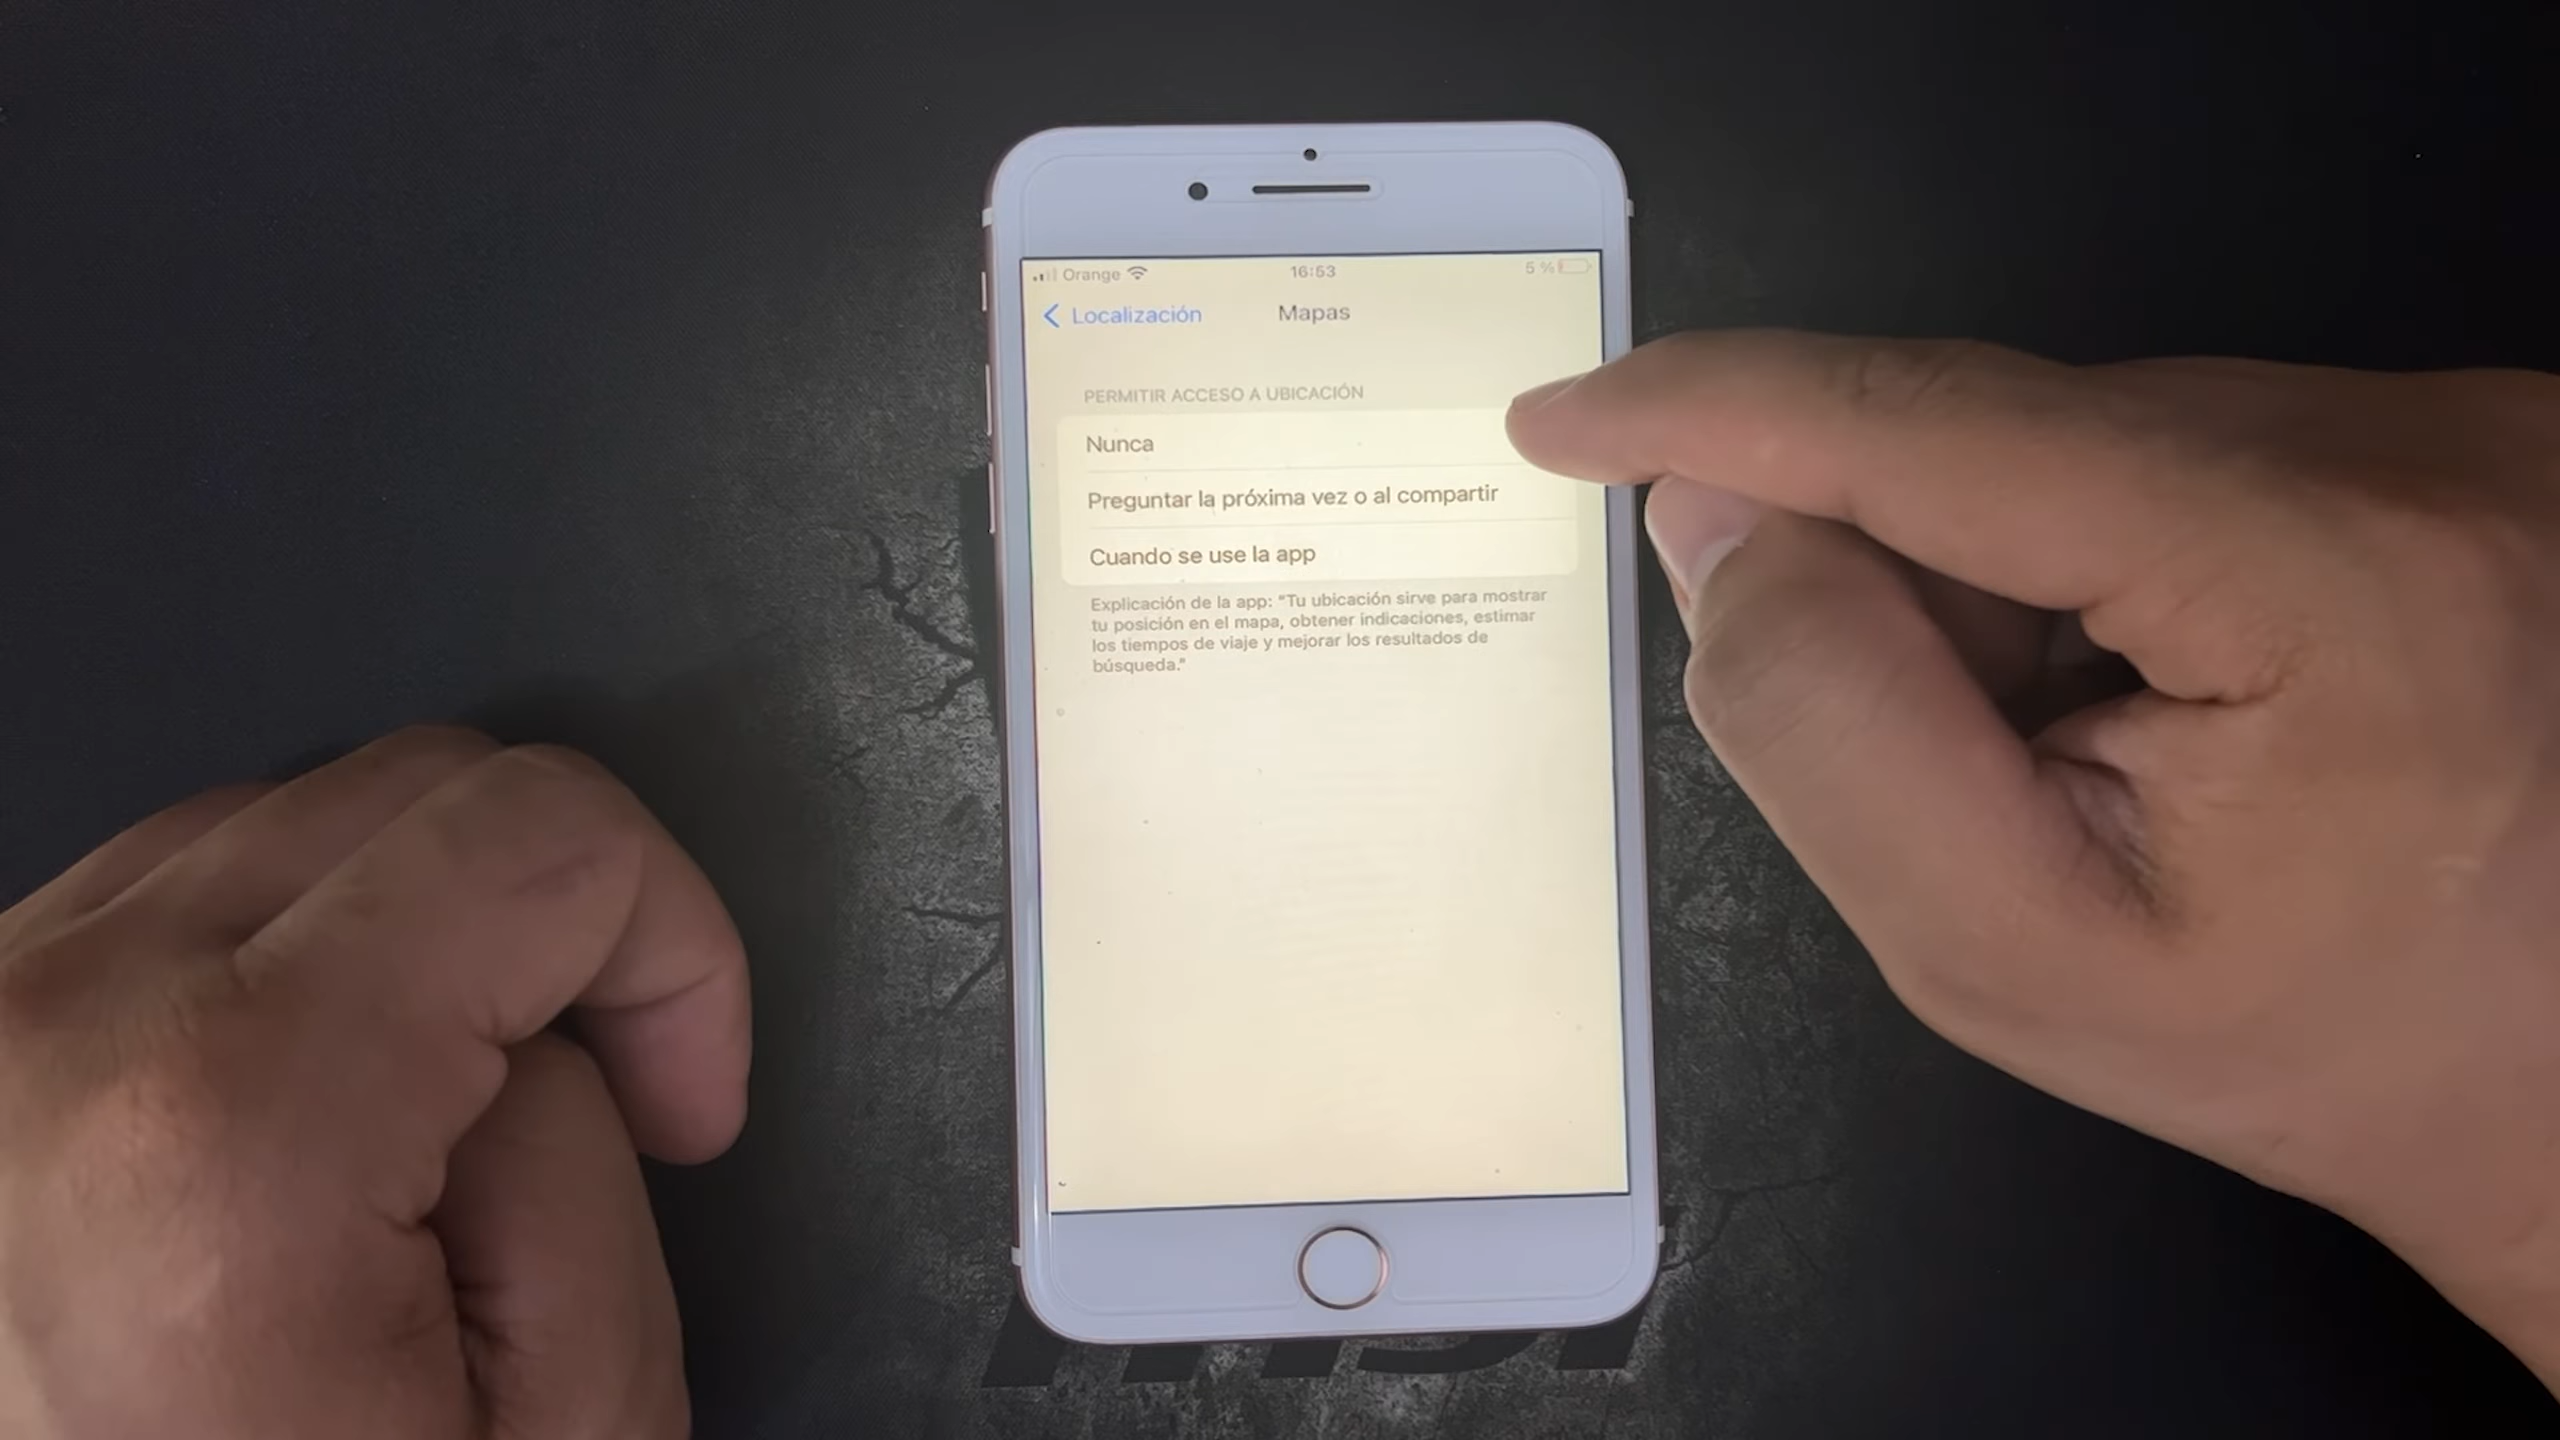 Orange 16:53 5 %
Localización Mapas
PERMITIR ACCESO A UBICACIÓN
Nunca
Preguntar la próxima vez o al compartir
Cuando se use la app
Explicación de la app: “Tu ubicación sirve para mostrar
tu posición en el mapa, obtener indicaciones, estimar
los tiempos de viaje y mejorar los resultados de
búsqueda.”